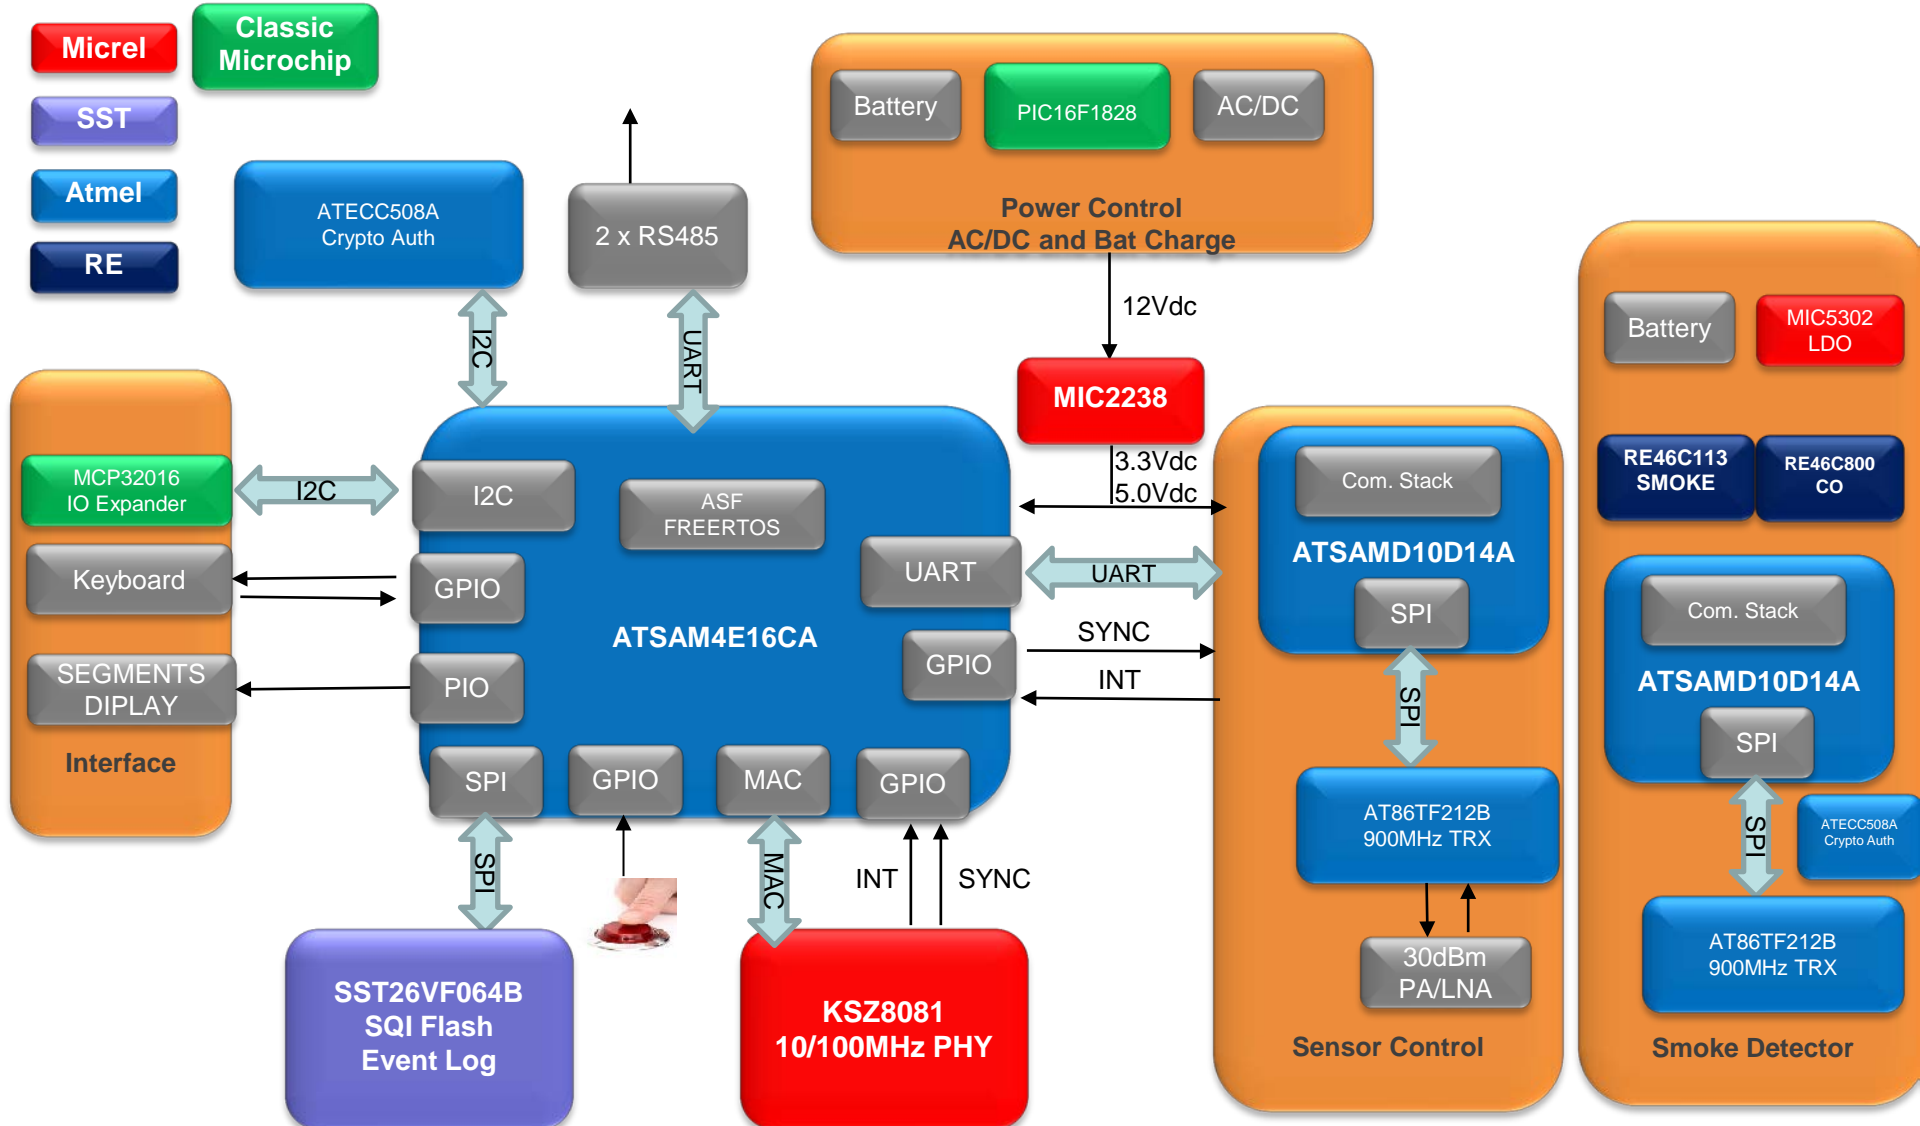 Micrel
Classic
Microchip
SST
Atmel
RE
ATECC508A
Crypto Auth
2 x RS485
Battery
PIC16F1828
AC/DC
Power Control
AC/DC and Bat Charge
12Vdc
MIC2238
3.3Vdc
5.0Vdc
I2C
UART
MCP32016
IO Expander
Keyboard
SEGMENTS
DIPLAY
Interface
I2C
I2C
GPIO
PIO
ASF
FREERTOS
ATSAM4E16CA
UART
GPIO
SPI
GPIO
MAC
GPIO
UART
SYNC
INT
SPI
MAC
INT
SYNC
SST26VF064B
SQI Flash
Event Log
KSZ8081
10/100MHz PHY
Com. Stack
ATSAMD10D14A
SPI
SPI
AT86TF212B
900MHz TRX
30dBm
PA/LNA
Sensor Control
Battery
MIC5302
LDO
RE46C113
SMOKE
RE46C800
CO
Com. Stack
ATSAMD10D14A
SPI
SPI
ATECC508A
Crypto Auth
AT86TF212B
900MHz TRX
Smoke Detector